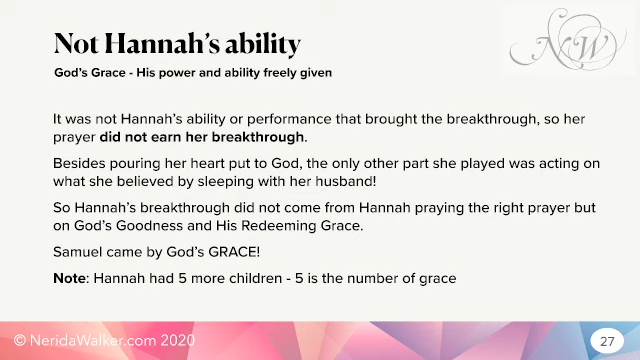 Not Hannah's ability
NW
God's Grace - His power and ability freely given
It was not Hannah's ability or performance that brought the breakthrough, so her
prayer did not earn her breakthrough.
Besides pouring her heart put to God, the only other part she played was acting on
what she believed by sleeping with her husband!
So Hannah's breakthrough did not come from Hannah praying the right prayer but
on God's Goodness and His Redeeming Grace.
Samuel came by God's GRACE!
Note: Hannah had 5 more children - 5 is the number of grace
© NeridaWalker.com 2020
27